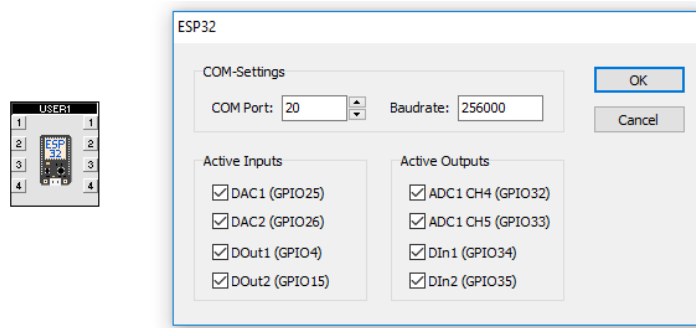 ESP32
COM-Settings
COM Port: 20 Baudrate: 256000
OK
Cancel
USER1
1 1
2 ESP 2
32
3 3
4 4
Active Inputs Active Outputs
DAC1 (GPIO25) ADC1 CH4 (GPIO32)
DAC2 (GPIO26) ADC1 CH5 (GPIO33)
DOut1 (GPIO4) DIn1 (GPIO34)
DOut2 (GPIO15) DIn2 (GPIO35)